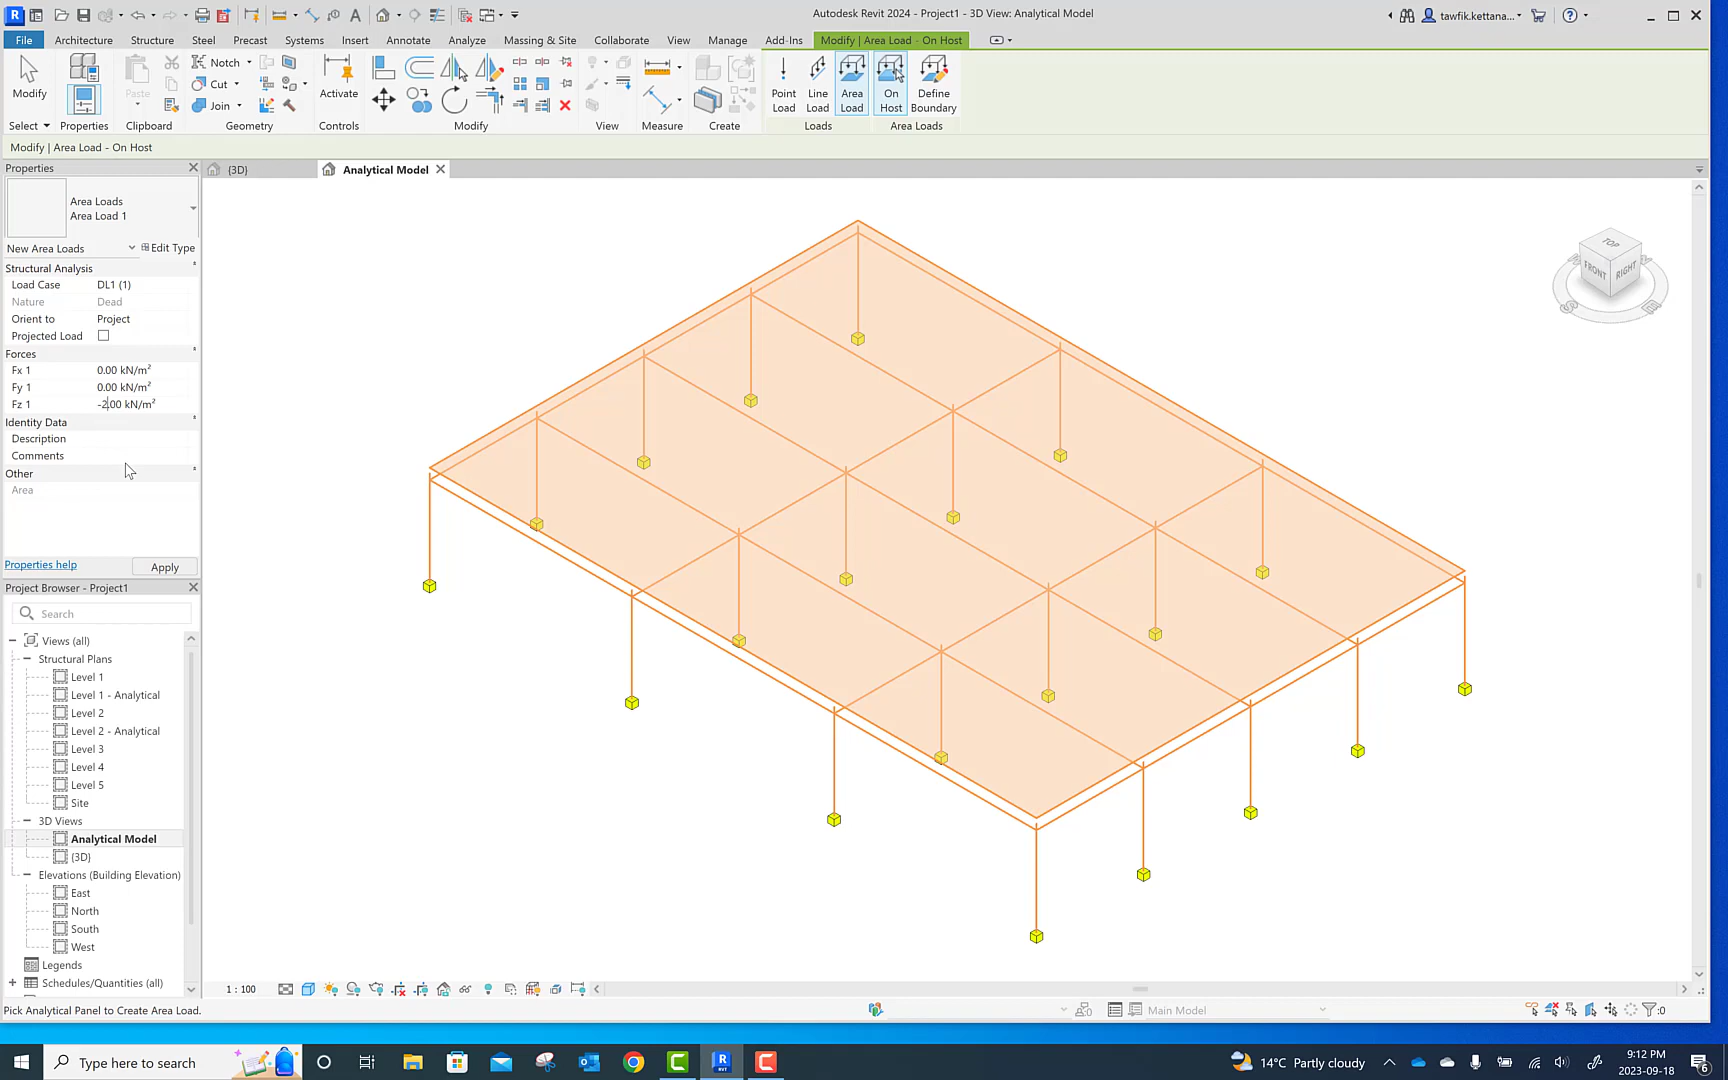 Autodesk Revit 2024 - Project1 - 3D View: Analytical Model
tawfik.kettana...
File
Architecture
Structure
Steel
Precast
Systems
Insert
Annotate
Analyze
Massing & Site
Collaborate
View
Manage
Add-Ins
Modify | Area Load - On Host
Modify
Paste
Notch
Cut
Join
Activate
Point
Load
Line
Load
Area
Load
On
Host
Define
Boundary
Select
Properties
Clipboard
Geometry
Controls
Modify
View
Measure
Create
Loads
Area Loads
Modify | Area Load - On Host
Properties
{3D}
Analytical Model
Area Loads
Area Load 1
New Area Loads
Edit Type
Structural Analysis
Load Case DL1 (1)
Nature Dead
Orient to Project
Projected Load
Forces
Fx 1 0.00 kN/m²
Fy 1 0.00 kN/m²
Fz 1 -2.00 kN/m²
Identity Data
Description
Comments
Other
Area
Properties help
Apply
Project Browser - Project1
Search
Views (all)
Structural Plans
Level 1
Level 1 - Analytical
Level 2
Level 2 - Analytical
Level 3
Level 4
Level 5
Site
3D Views
Analytical Model
{3D}
Elevations (Building Elevation)
East
North
South
West
Legends
Schedules/Quantities (all)
TOP
FRONT
RIGHT
S
E
1 : 100
Pick Analytical Panel to Create Area Load.
Main Model
:0
Type here to search
14°C Partly cloudy
9:12 PM
2023-09-18
6